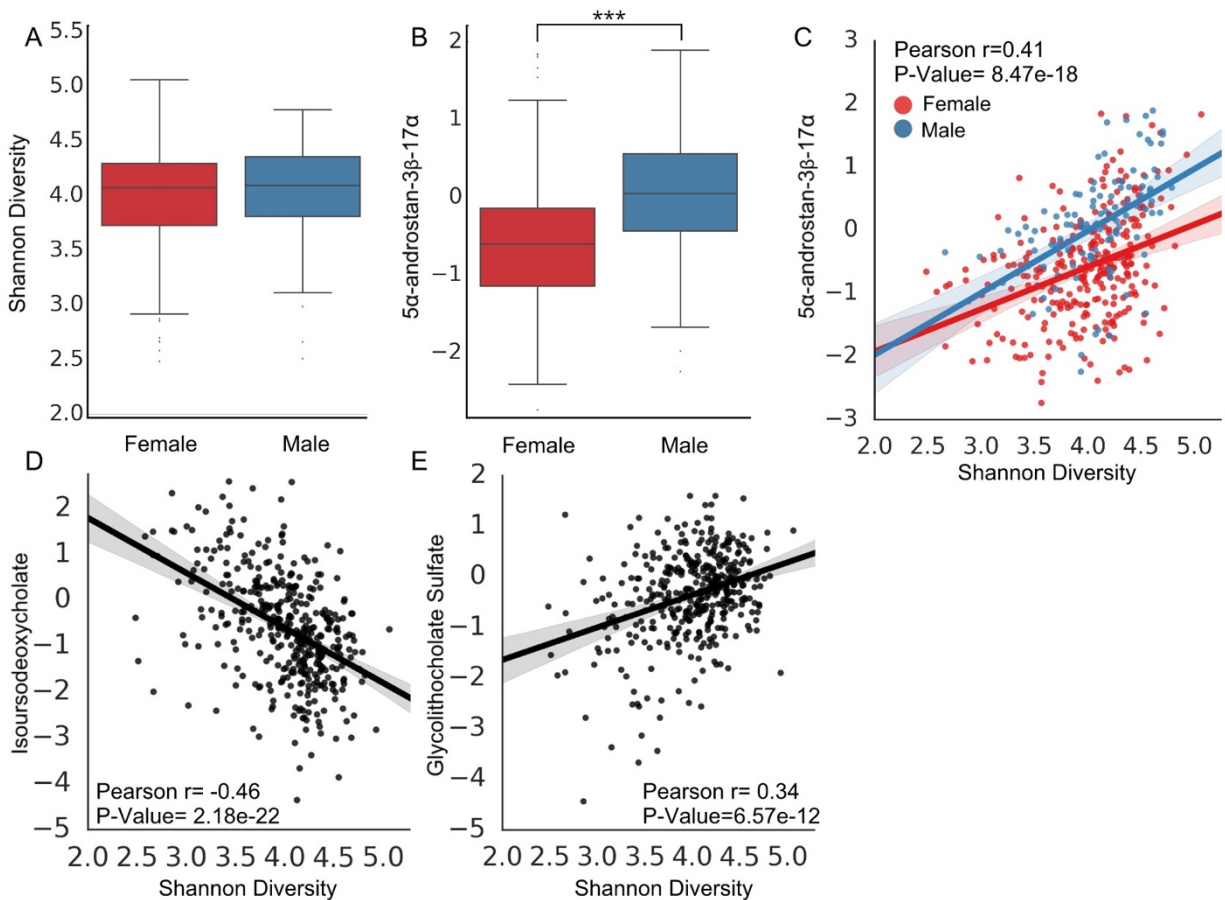 A
Shannon Diversity
5.5
5.0
4.5
4.0
3.5
3.0
2.5
2.0
Female Male
B
***
5α-androstan-3β-17α
2
1
0
−1
−2
Female Male
C
Pearson r=0.41
P-Value= 8.47e-18
Female
Male
5α-androstan-3β-17α
3
2
1
0
−1
−2
−3
2.0 2.5 3.0 3.5 4.0 4.5 5.0
Shannon Diversity
D
Isoursodeoxycholate
2
1
0
−1
−2
−3
−4
−5
Pearson r= -0.46
P-Value= 2.18e-22
2.0 2.5 3.0 3.5 4.0 4.5 5.0
Shannon Diversity
E
Glycolithocholate Sulfate
2
1
0
−1
−2
−3
−4
−5
Pearson r= 0.34
P-Value=6.57e-12
2.0 2.5 3.0 3.5 4.0 4.5 5.0
Shannon Diversity